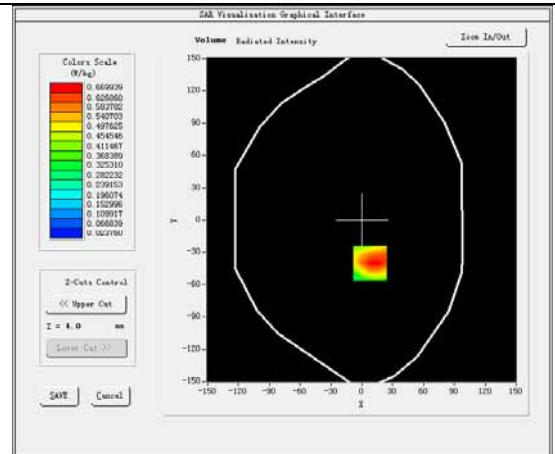 SAR Visualisation Graphical Interface
Volume Radiated Intensity
Zoom In/Out
Colors Scale
(W/kg)
0.669939
0.626860
0.583782
0.540703
0.497625
0.454546
0.411467
0.368389
0.325310
0.282232
0.239153
0.196074
0.152996
0.109917
0.066839
0.023760
150
120
90
60
30
0
-30
-60
-90
-120
-150
Y
-150 -120 -90 -60 -30 0 30 60 90 120 150
X
Z-Cuts Control
<< Upper Cut
Z = 4.0 mm
Lower Cut >>
SAVE
Cancel